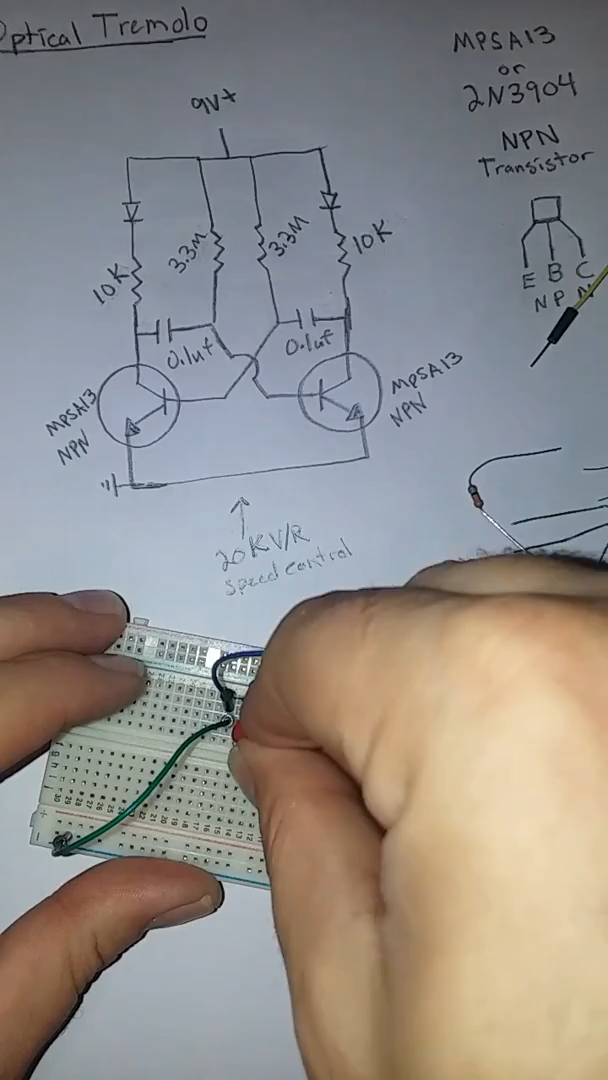 Optical Tremolo
MPSA13
or
2N3904
NPN
Transistor
E B C
N P N
9V+
10K
3.3M
3.3M
10K
0.1uf
0.1uf
MPSA13
NPN
MPSA13
NPN
20KV/R
speed control